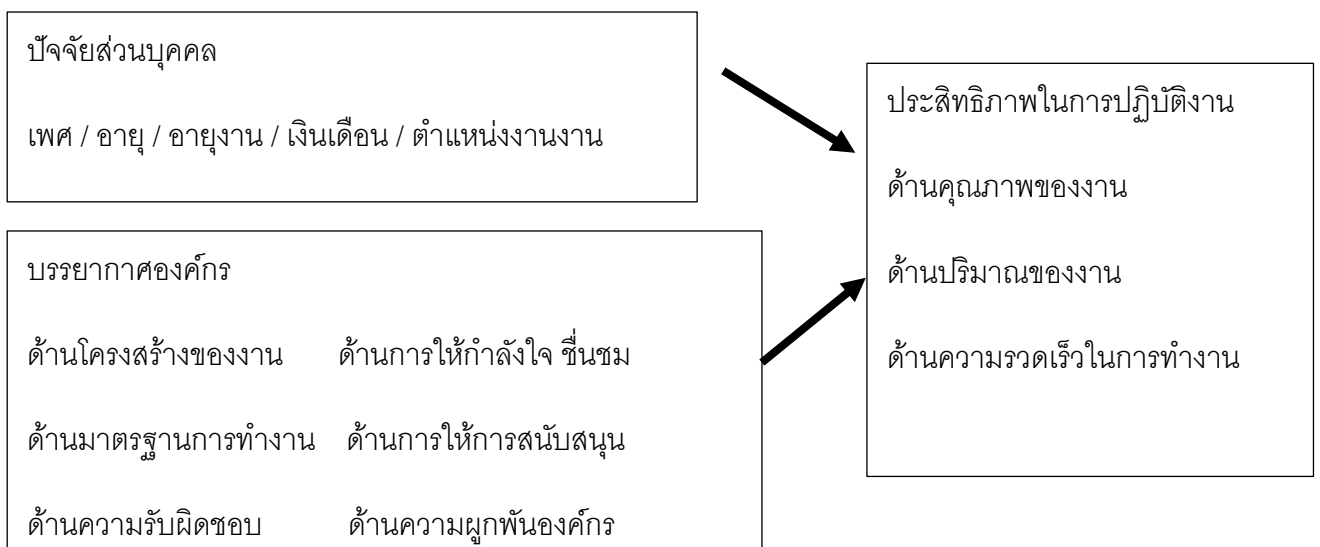 ปัจจัยส่วนบุคคล
เพศ / อายุ / อายุงาน / เงินเดือน / ตำแหน่งงานงาน
บรรยากาศองค์กร
ด้านโครงสร้างของงาน ด้านการให้กำลังใจ ชื่นชม
ด้านมาตรฐานการทำงาน ด้านการให้การสนับสนุน
ด้านความรับผิดชอบ ด้านความผูกพันองค์กร
ประสิทธิภาพในการปฏิบัติงาน
ด้านคุณภาพของงาน
ด้านปริมาณของงาน
ด้านความรวดเร็วในการทำงาน